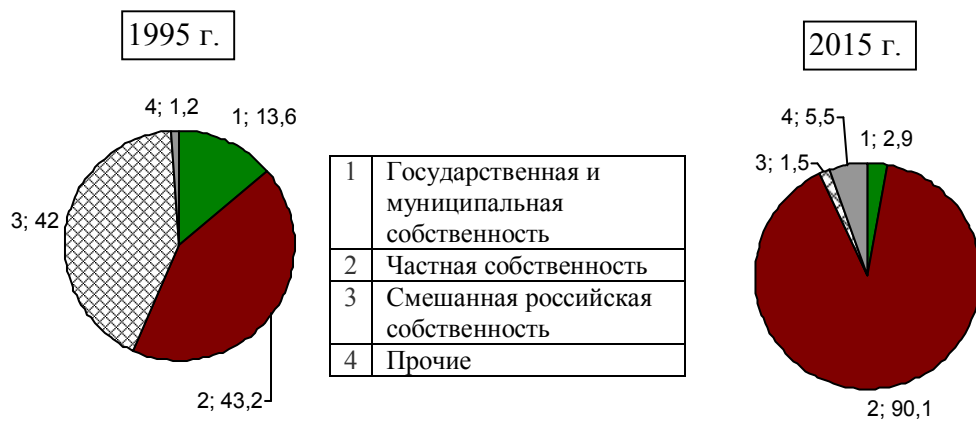 1995 г.
4; 1,2
1; 13,6
3; 42
2; 43,2
1 Государственная и
муниципальная
собственность
2 Частная собственность
3 Смешанная российская
собственность
4 Прочие
2015 г.
4; 5,5
1; 2,9
3; 1,5
2; 90,1